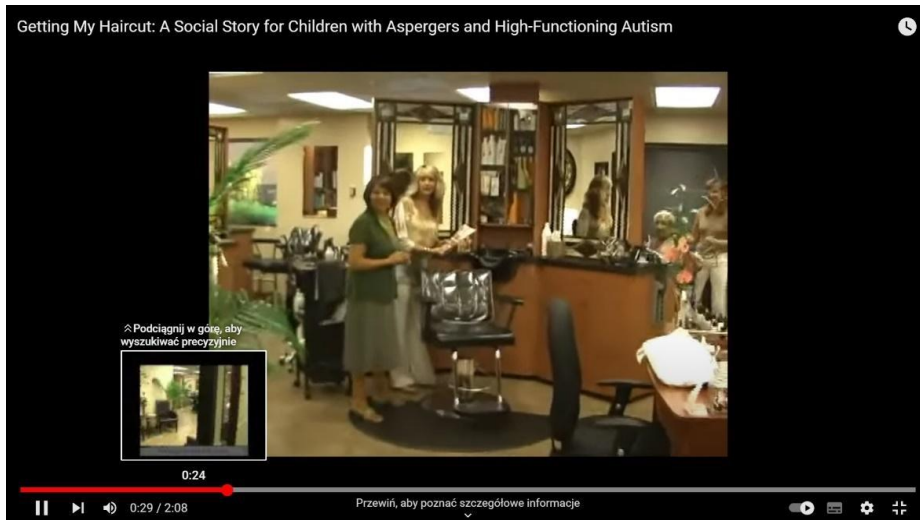 Getting My Haircut: A Social Story for Children with Aspergers and High-Functioning Autism
Podciągnij w górę, aby
wyszukiwać precyzyjnie
0:24
0:29 / 2:08
Przewiń, aby poznać szczegółowe informacje